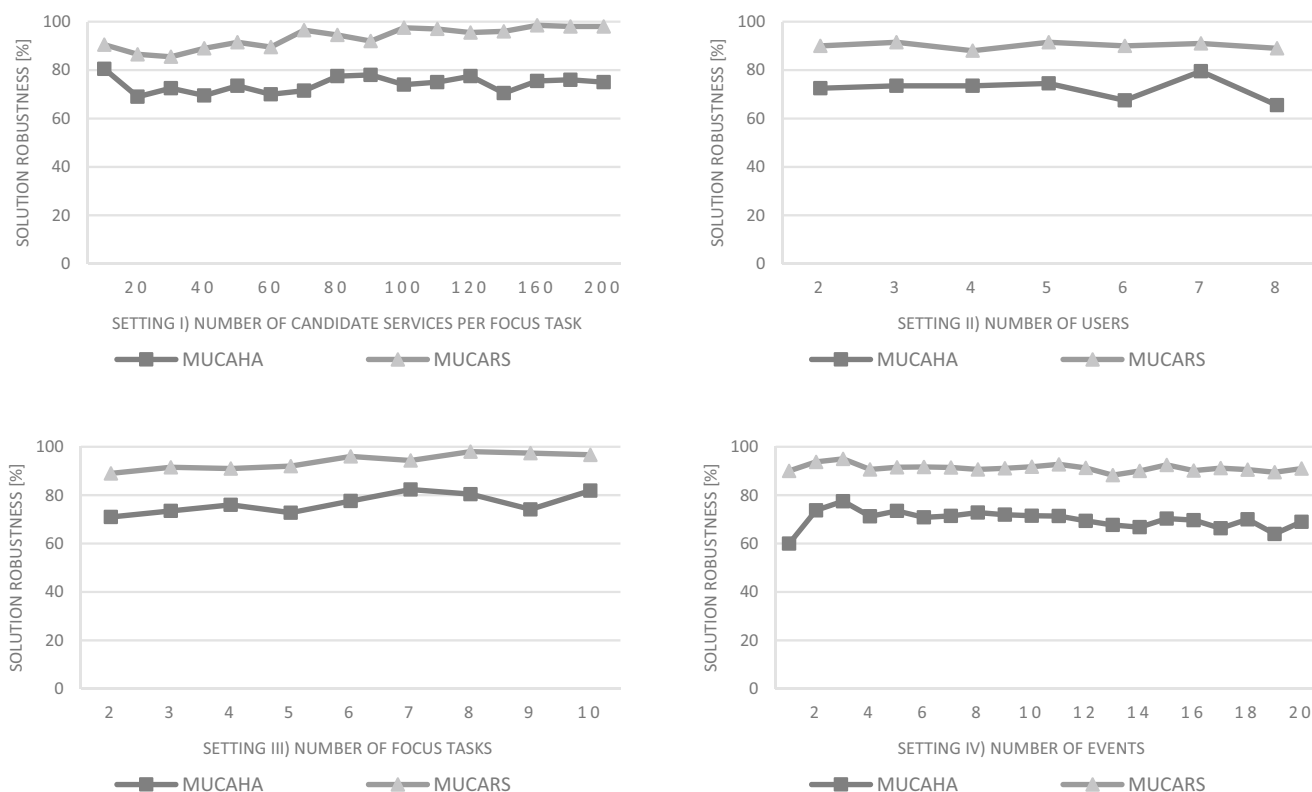 SOLUTION ROBUSTNESS [%]
100
80
60
40
20
0
20 40 60 80 100 120 160 200
SETTING I) NUMBER OF CANDIDATE SERVICES PER FOCUS TASK
MUCAHA MUCARS
SOLUTION ROBUSTNESS [%]
100
80
60
40
20
0
2 3 4 5 6 7 8
SETTING II) NUMBER OF USERS
MUCAHA MUCARS
SOLUTION ROBUSTNESS [%]
100
80
60
40
20
0
2 3 4 5 6 7 8 9 10
SETTING III) NUMBER OF FOCUS TASKS
MUCAHA MUCARS
SOLUTION ROBUSTNESS [%]
100
80
60
40
20
0
2 4 6 8 10 12 14 16 18 20
SETTING IV) NUMBER OF EVENTS
MUCAHA MUCARS